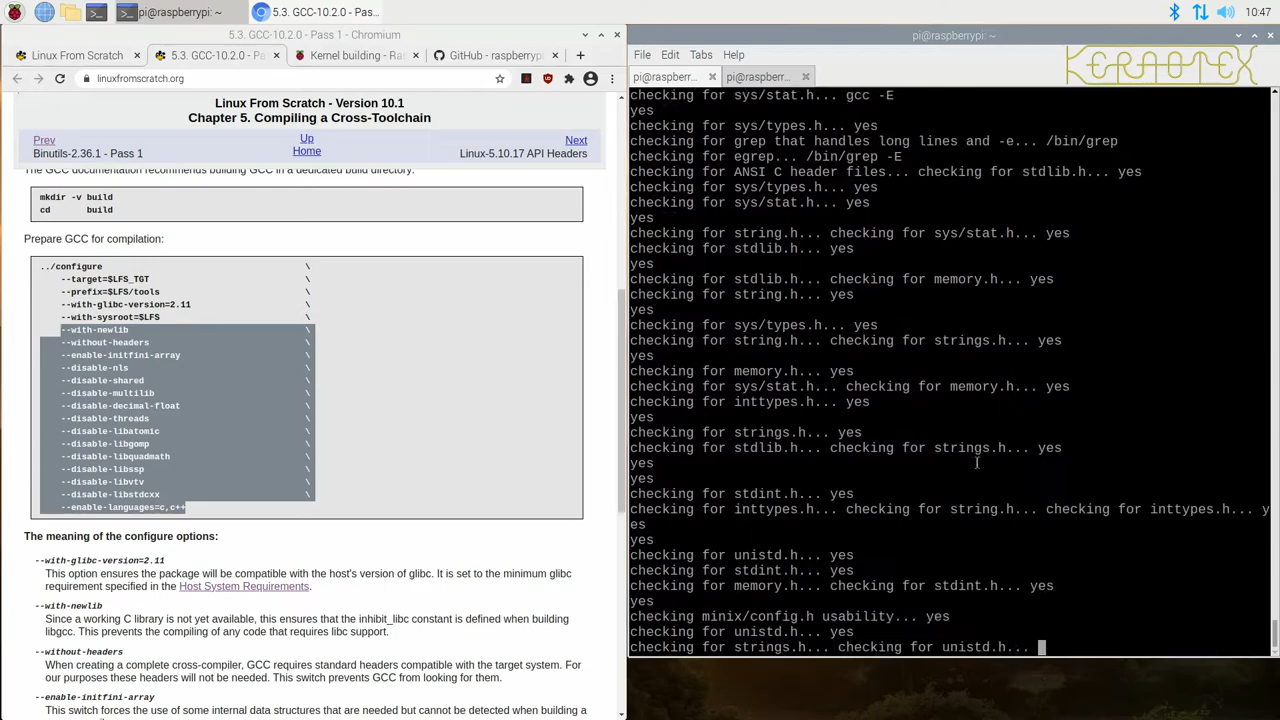 pi@raspberrypi: ~
5.3. GCC-10.2.0 - Pas...
10:47
5.3. GCC-10.2.0 - Pass 1 - Chromium
Linux From Scratch
5.3. GCC-10.2.0 - Pa
Kernel building - Ras
GitHub - raspberryp
linuxfromscratch.org
Linux From Scratch - Version 10.1
Chapter 5. Compiling a Cross-Toolchain
Prev
Up
Next
Binutils-2.36.1 - Pass 1
Home
Linux-5.10.17 API Headers
The GCC documentation recommends building GCC in a dedicated build directory:
mkdir -v build
cd build
Prepare GCC for compilation:
../configure \
--target=$LFS_TGT \
--prefix=$LFS/tools \
--with-glibc-version=2.11 \
--with-sysroot=$LFS \
--with-newlib \
--without-headers \
--enable-initfini-array \
--disable-nls \
--disable-shared \
--disable-multilib \
--disable-decimal-float \
--disable-threads \
--disable-libatomic \
--disable-libgomp \
--disable-libquadmath \
--disable-libssp \
--disable-libvtv \
--disable-libstdcxx \
--enable-languages=c,c++
The meaning of the configure options:
--with-glibc-version=2.11
This option ensures the package will be compatible with the host's version of glibc. It is set to the minimum glibc
requirement specified in the Host System Requirements.
--with-newlib
Since a working C library is not yet available, this ensures that the inhibit_libc constant is defined when building
libgcc. This prevents the compiling of any code that requires libc support.
--without-headers
When creating a complete cross-compiler, GCC requires standard headers compatible with the target system. For
our purposes these headers will not be needed. This switch prevents GCC from looking for them.
--enable-initfini-array
This switch forces the use of some internal data structures that are needed but cannot be detected when building a
pi@raspberrypi: ~
File Edit Tabs Help
KERAOTEX
pi@raspberr...
pi@raspberr...
checking for sys/stat.h... gcc -E
yes
checking for sys/types.h... yes
checking for grep that handles long lines and -e... /bin/grep
checking for egrep... /bin/grep -E
checking for ANSI C header files... checking for stdlib.h... yes
checking for sys/types.h... yes
checking for sys/stat.h... yes
yes
checking for string.h... checking for sys/stat.h... yes
checking for stdlib.h... yes
yes
checking for stdlib.h... checking for memory.h... yes
checking for string.h... yes
yes
checking for sys/types.h... yes
checking for string.h... checking for strings.h... yes
yes
checking for memory.h... yes
checking for sys/stat.h... checking for memory.h... yes
checking for inttypes.h... yes
yes
checking for strings.h... yes
checking for stdlib.h... checking for strings.h... yes
yes
yes
checking for stdint.h... yes
checking for inttypes.h... checking for string.h... checking for inttypes.h... y
es
yes
checking for unistd.h... yes
checking for stdint.h... yes
checking for memory.h... checking for stdint.h... yes
yes
checking minix/config.h usability... yes
checking for unistd.h... yes
checking for strings.h... checking for unistd.h...